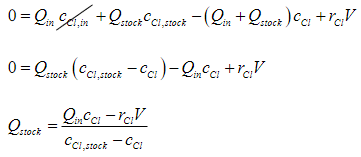 0 = Q_in c_Cl,in + Q_stock c_Cl,stock − (Q_in + Q_stock) c_Cl + r_Cl V
0 = Q_stock (c_Cl,stock − c_Cl) − Q_in c_Cl + r_Cl V
Q_stock = (Q_in c_Cl − r_Cl V) / (c_Cl,stock − c_Cl)